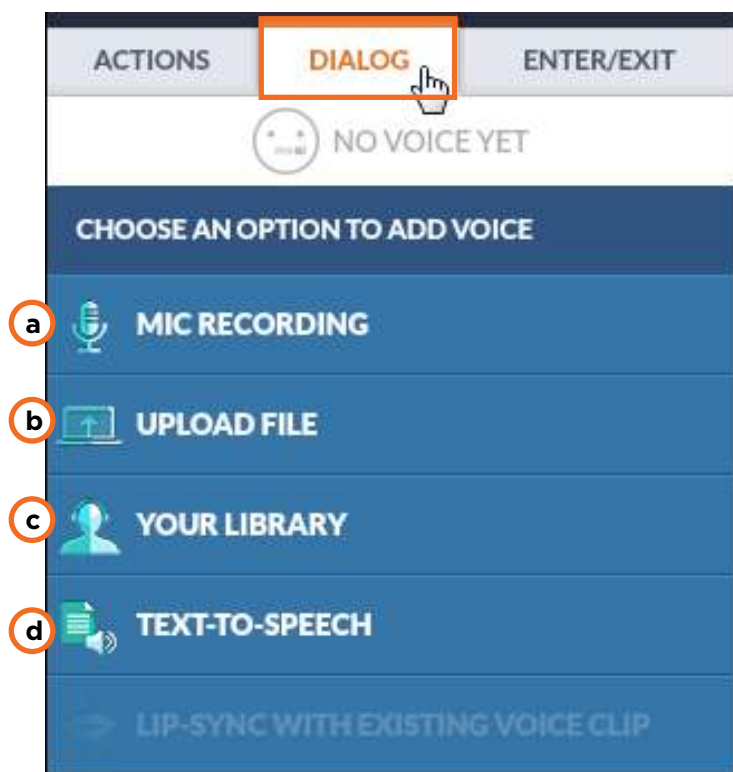 ACTIONS DIALOG ENTER/EXIT
NO VOICE YET
CHOOSE AN OPTION TO ADD VOICE
a MIC RECORDING
b UPLOAD FILE
c YOUR LIBRARY
d TEXT-TO-SPEECH
LIP-SYNC WITH EXISTING VOICE CLIP